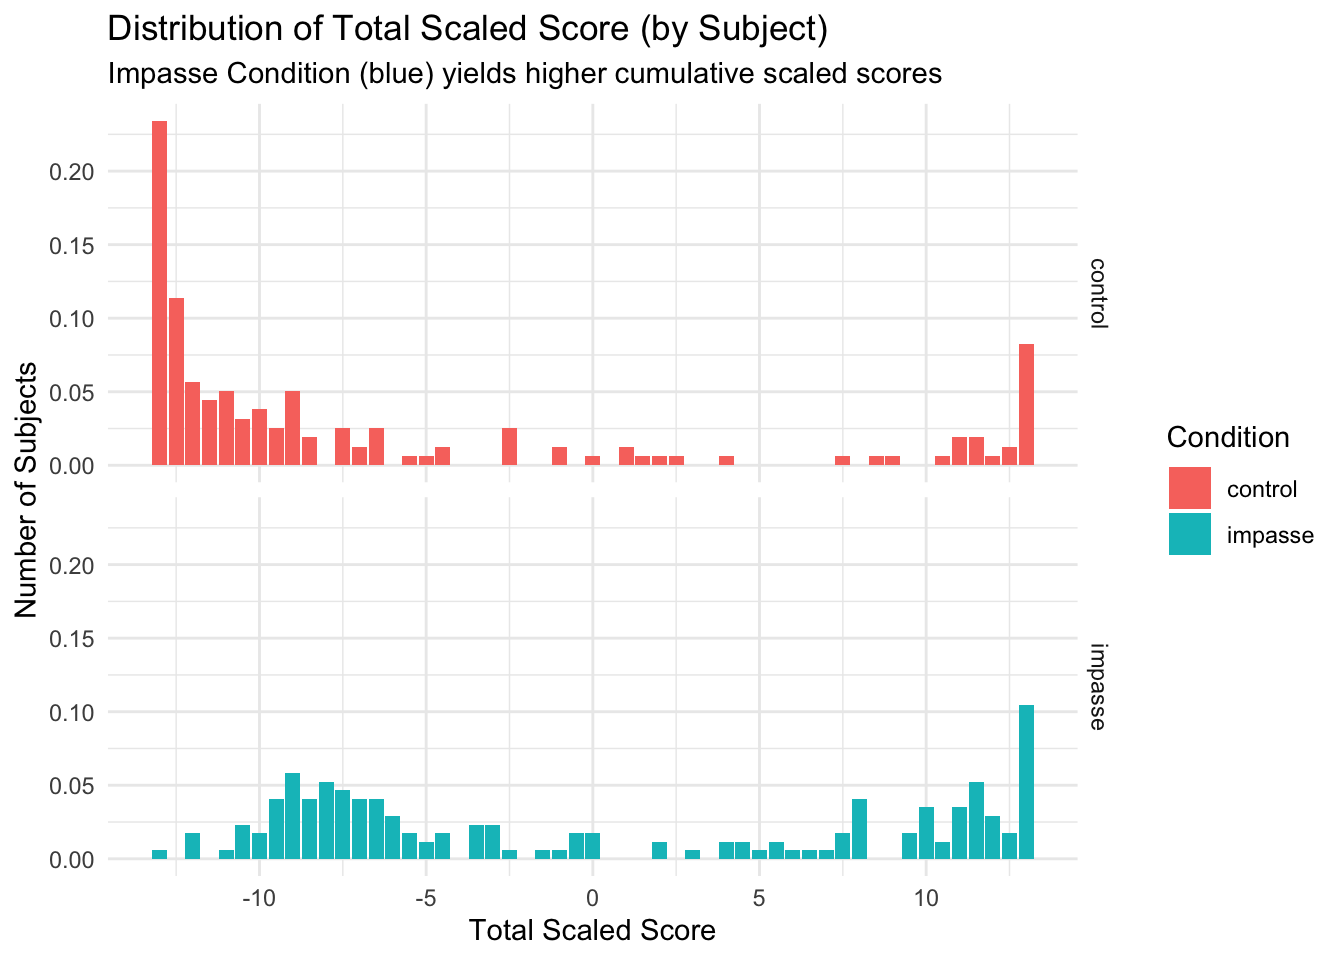 Distribution of Total Scaled Score (by Subject)
Impasse Condition (blue) yields higher cumulative scaled scores
Number of Subjects
0.20
0.15
0.10
0.05
0.00
control
0.20
0.15
0.10
0.05
0.00
impasse
-10
-5
0
5
10
Total Scaled Score
Condition
control
impasse